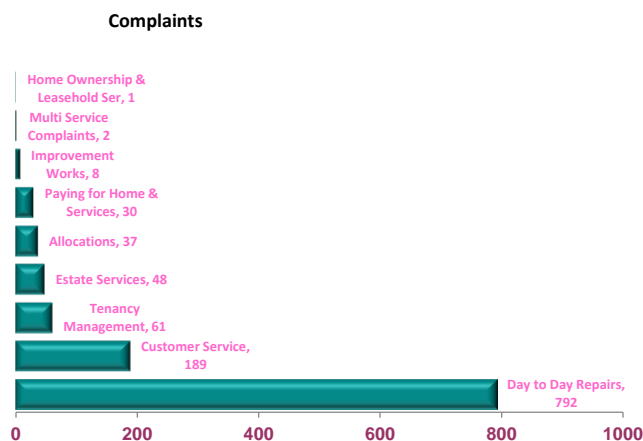 Complaints
Home Ownership &
Leasehold Ser, 1
Multi Service
Complaints, 2
Improvement
Works, 8
Paying for Home &
Services, 30
Allocations, 37
Estate Services, 48
Tenancy
Management, 61
Customer Service,
189
Day to Day Repairs,
792
0 200 400 600 800 1000